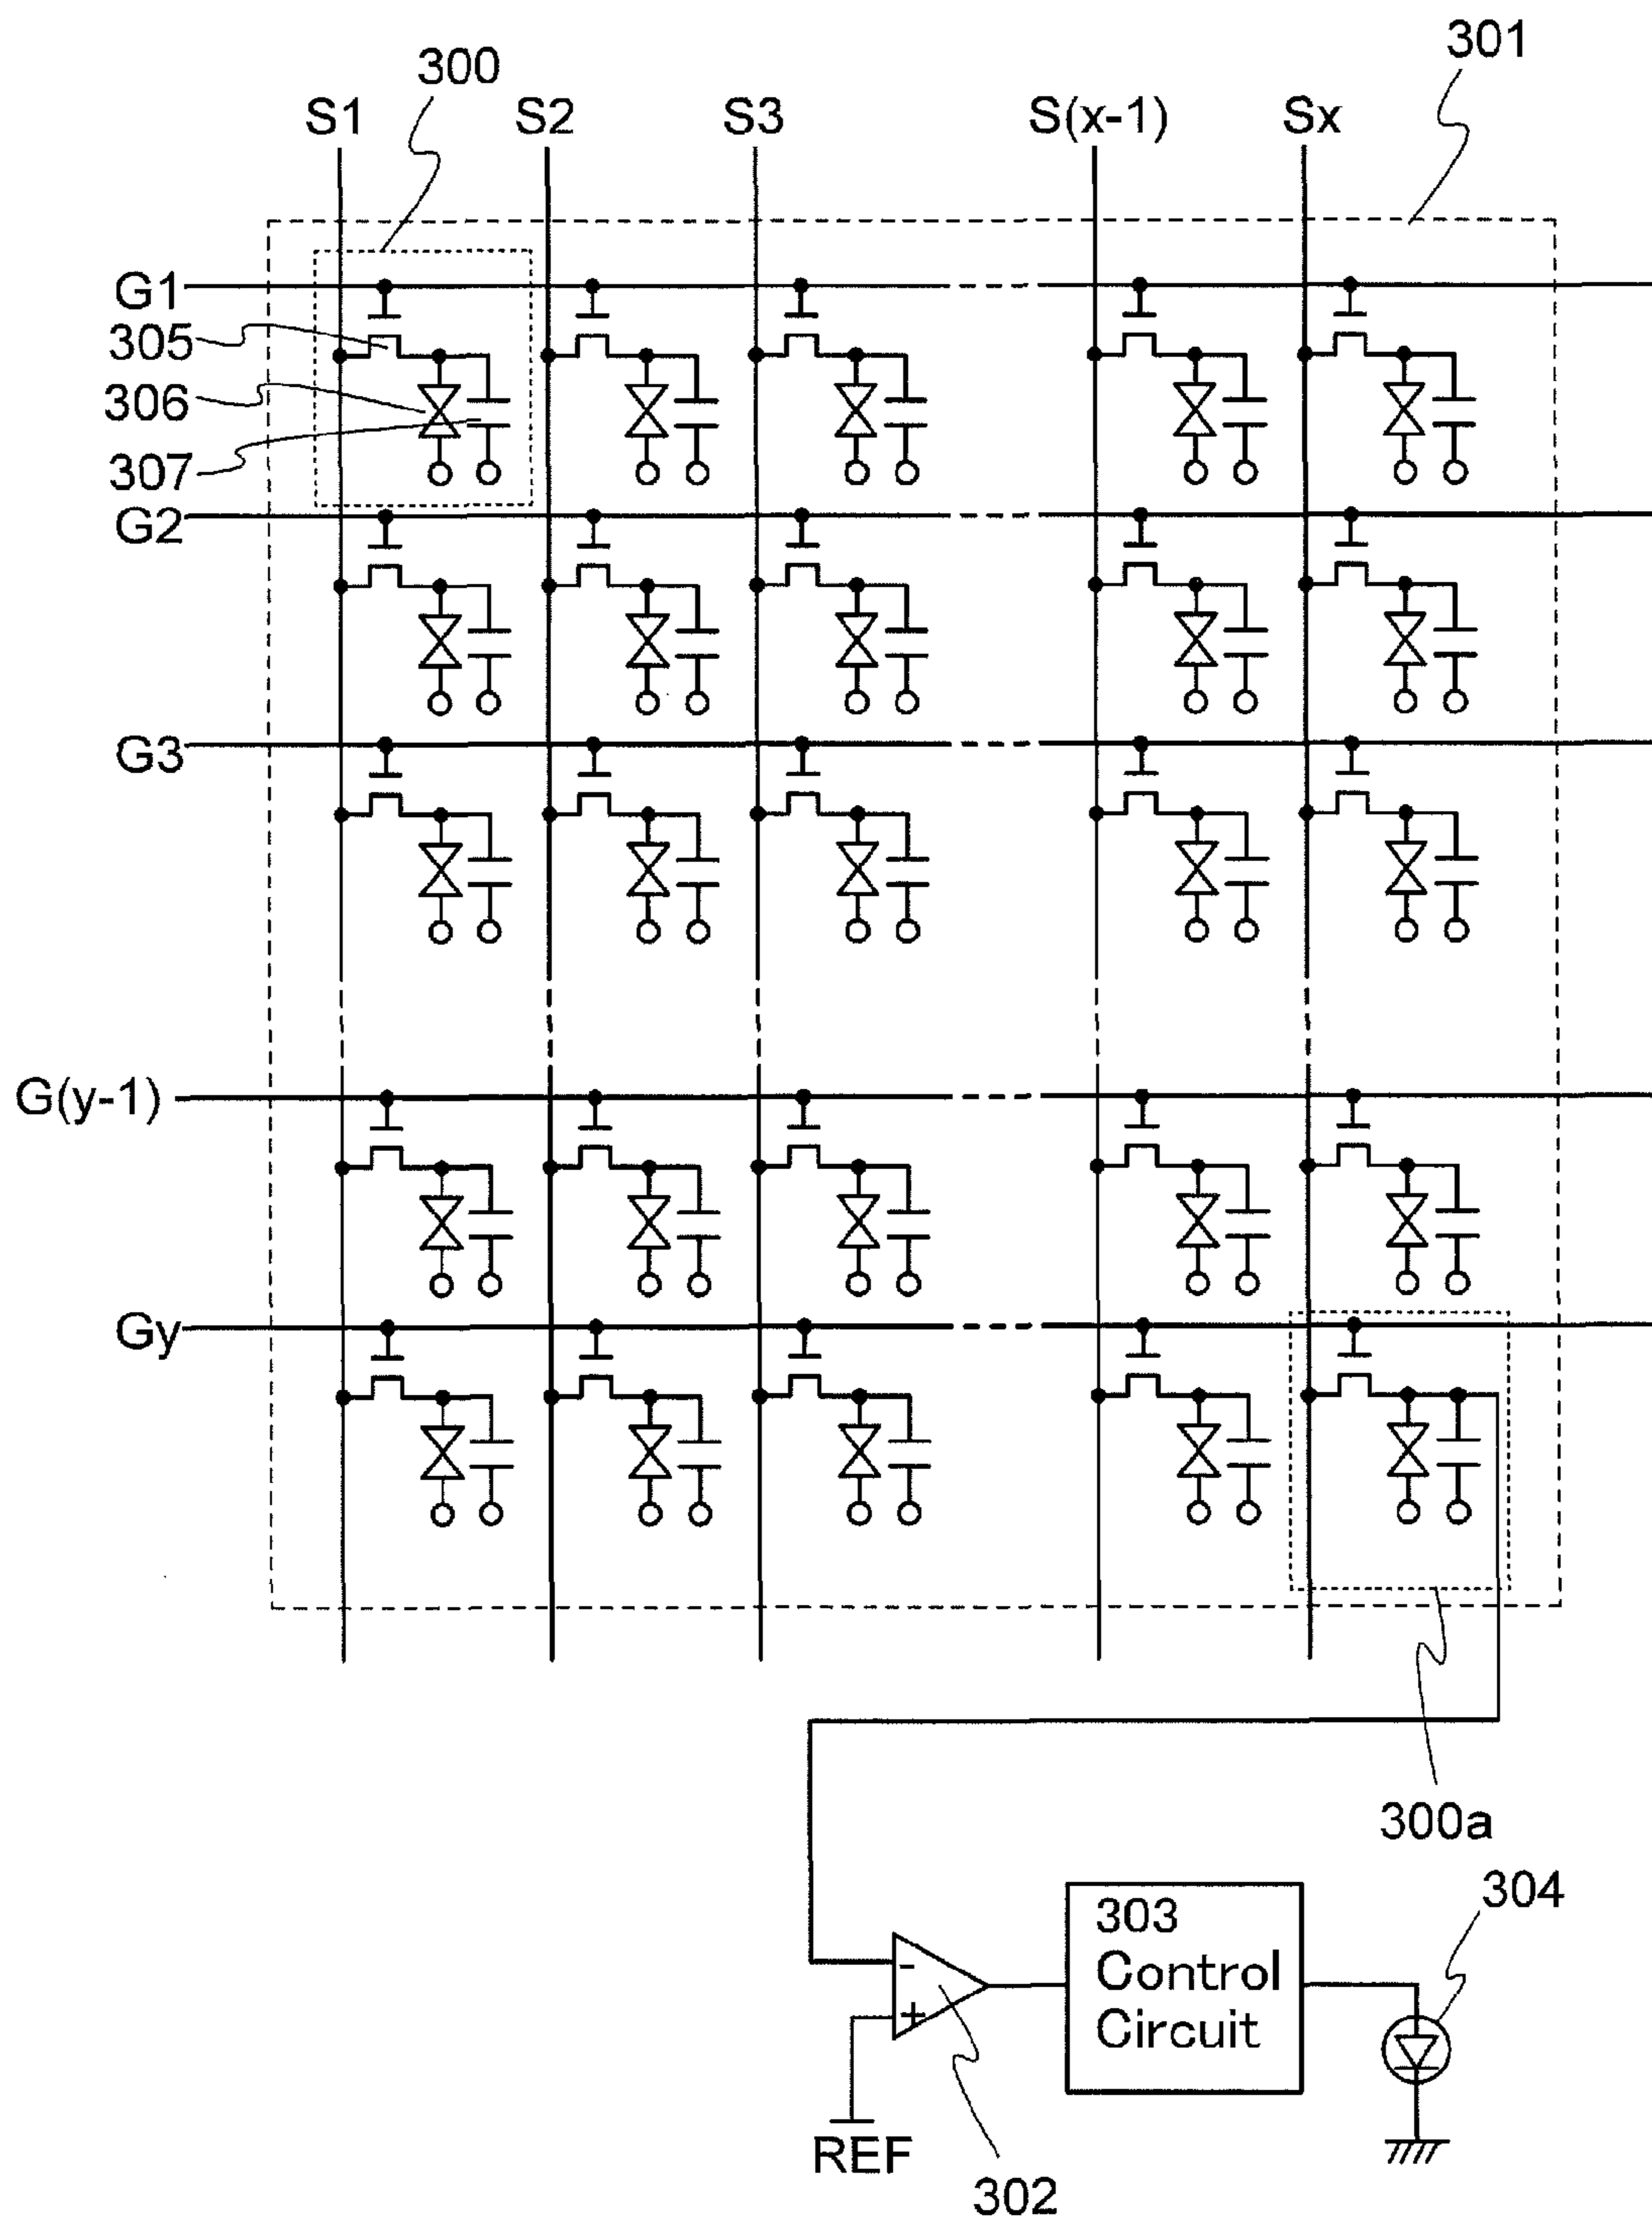 300
301
S1 S2 S3 S(x-1) Sx
G1
305
306
307
G2
G3
G(y-1)
Gy
300a
303
Control
Circuit
304
-
+
REF
302